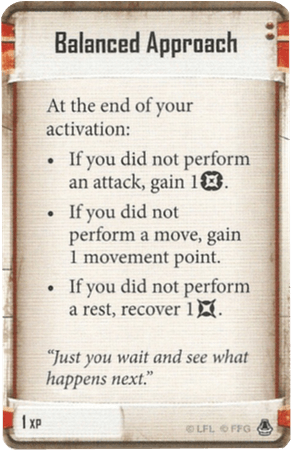 Balanced Approach
At the end of your
activation:
• If you did not perform
an attack, gain 1.
• If you did not
perform a move, gain
1 movement point.
• If you did not perform
a rest, recover 1.
"Just you wait and see what
happens next."
1 XP
© LFL © FFG